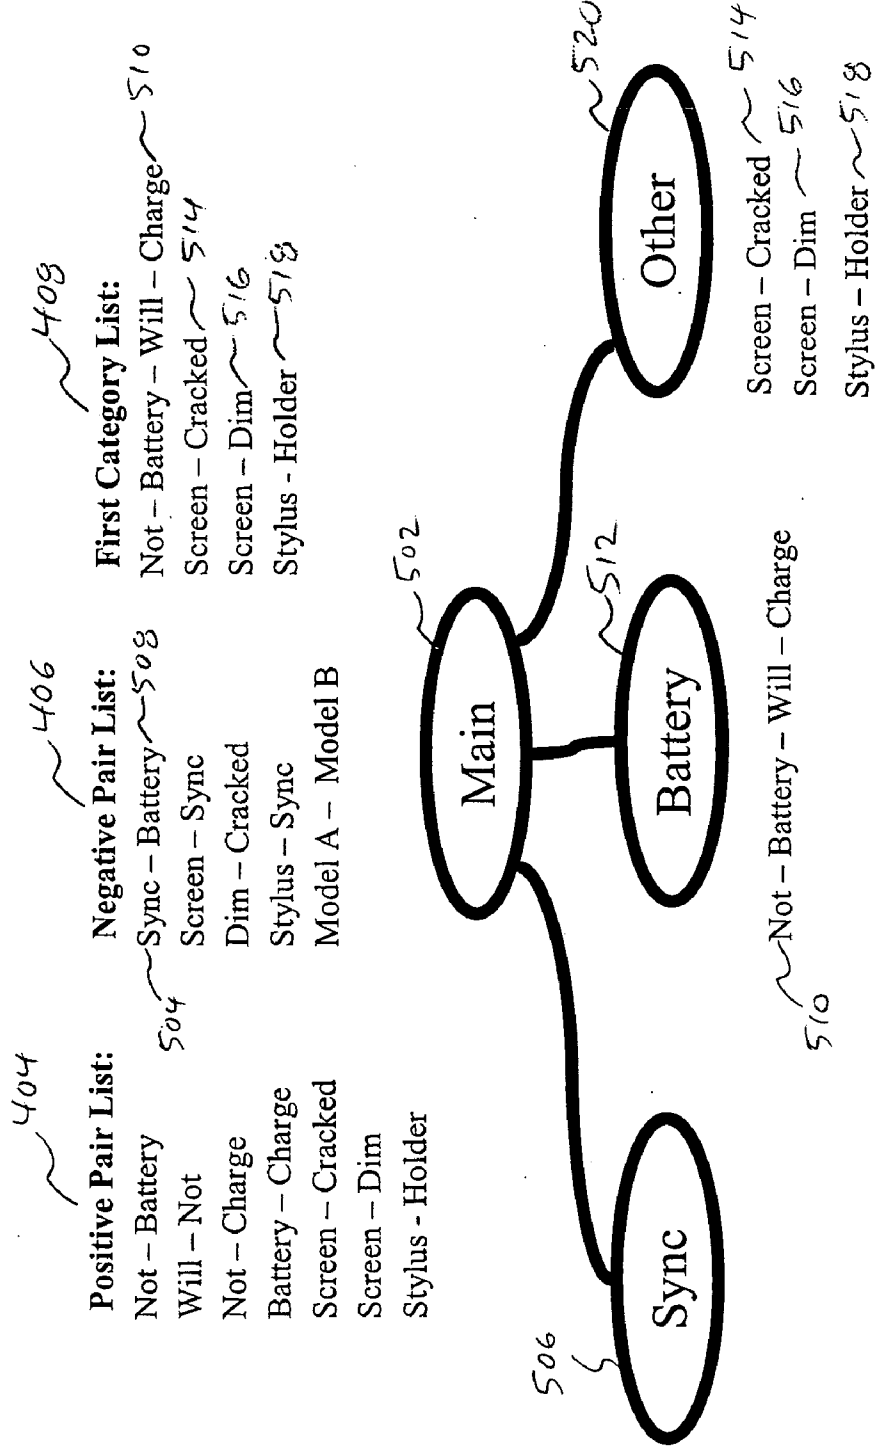 404
Positive Pair List:
Not – Battery
Will – Not
Not – Charge
Battery – Charge
Screen – Cracked
Screen – Dim
Stylus - Holder
406
Negative Pair List:
504 Sync – Battery 508
Screen – Sync
Dim – Cracked
Stylus – Sync
Model A – Model B
408
First Category List:
Not – Battery – Will – Charge 510
Screen – Cracked 514
Screen – Dim 516
Stylus - Holder 518
502
Main
506
Sync
512
Battery
510 Not – Battery – Will – Charge
520
Other
Screen – Cracked 514
Screen – Dim 516
Stylus – Holder 518